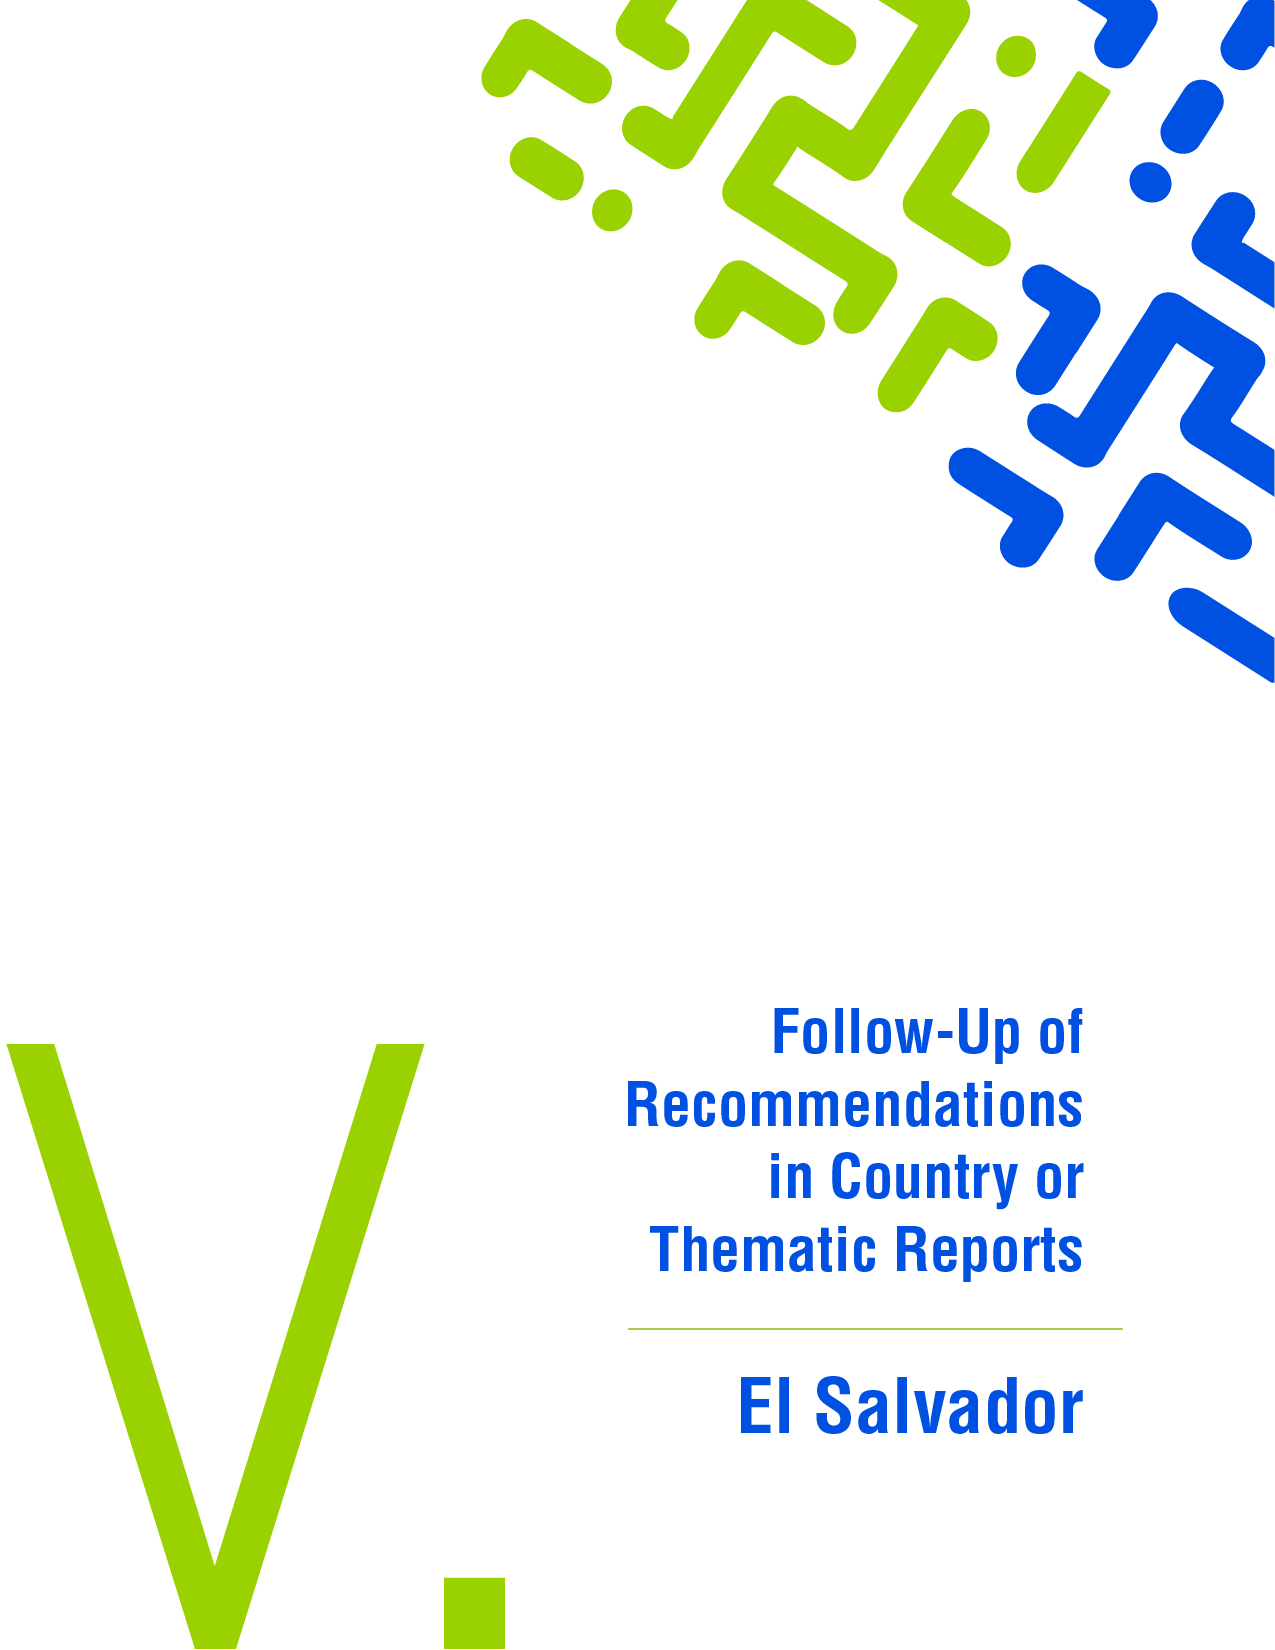 Follow-Up of
Recommendations
in Country or
Thematic Reports
El Salvador
V.